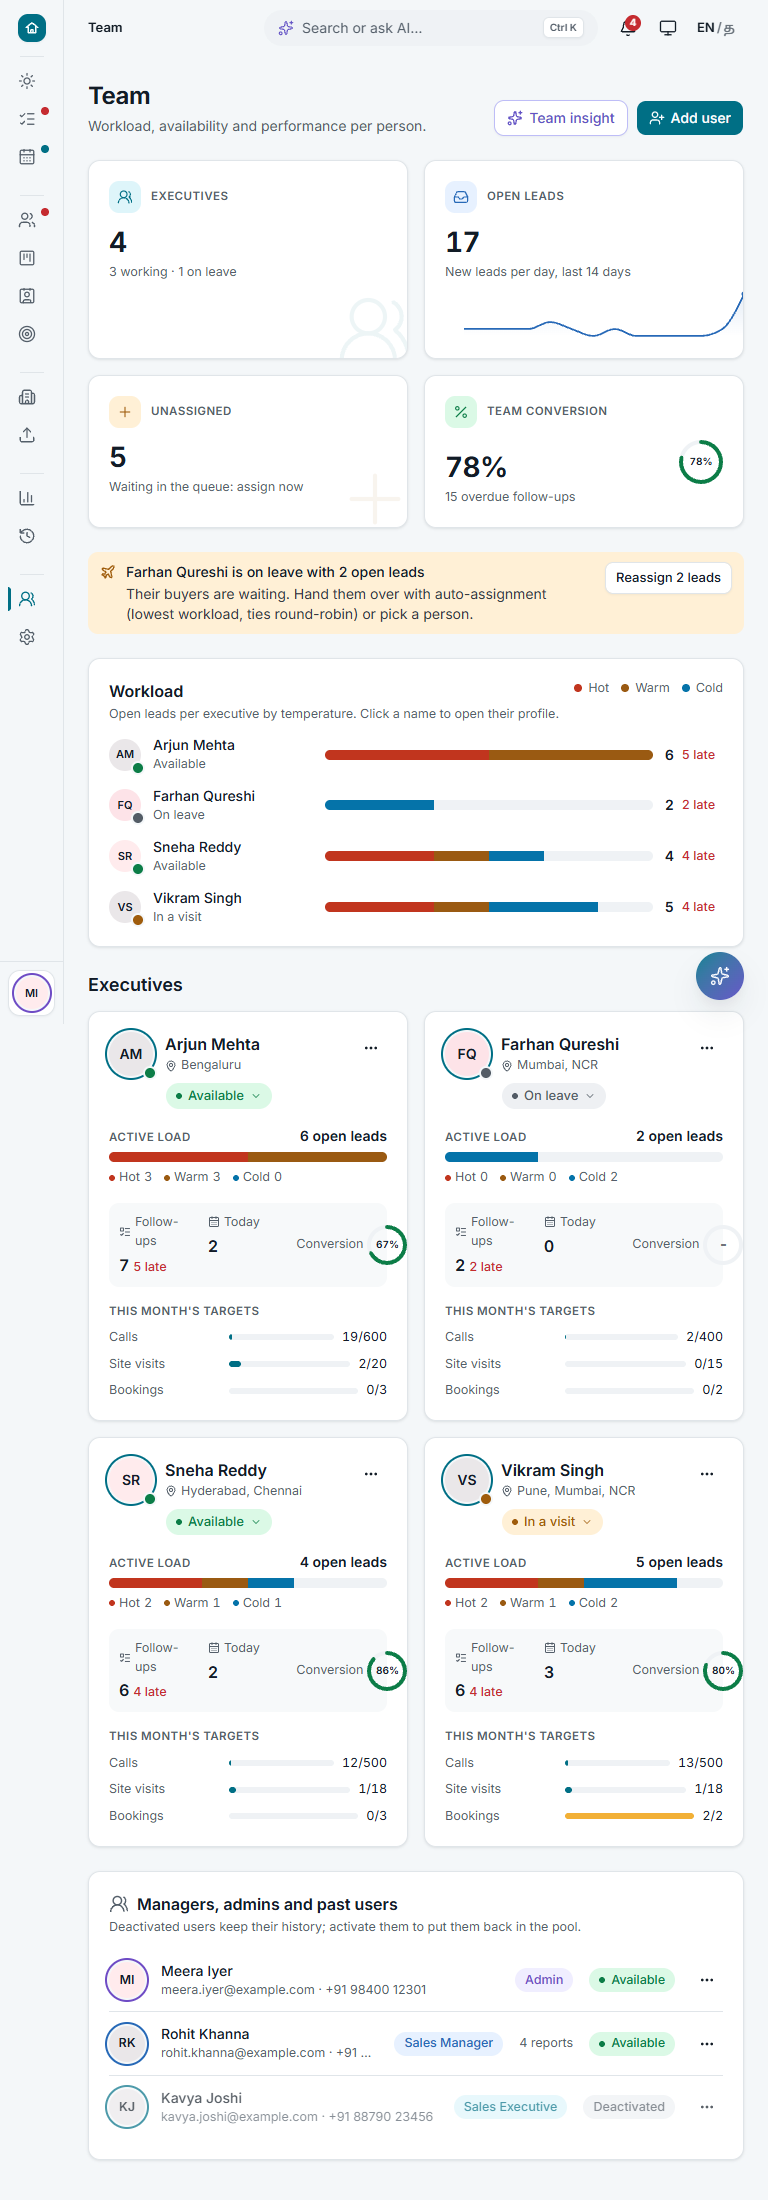 Team
Search or ask AI...
Ctrl K
4
EN / த
Team
Workload, availability and performance per person.
Team insight
Add user
EXECUTIVES
4
3 working · 1 on leave
OPEN LEADS
17
New leads per day, last 14 days
UNASSIGNED
5
Waiting in the queue: assign now
TEAM CONVERSION
78%
15 overdue follow-ups
78%
Farhan Qureshi is on leave with 2 open leads
Their buyers are waiting. Hand them over with auto-assignment
(lowest workload, ties round-robin) or pick a person.
Reassign 2 leads
Workload
Hot Warm Cold
Open leads per executive by temperature. Click a name to open their profile.
AM
Arjun Mehta
Available
6 5 late
FQ
Farhan Qureshi
On leave
2 2 late
SR
Sneha Reddy
Available
4 4 late
VS
Vikram Singh
In a visit
5 4 late
MI
Executives
AM
Arjun Mehta
Bengaluru
Available
ACTIVE LOAD 6 open leads
Hot 3 Warm 3 Cold 0
Follow-
ups
7 5 late
Today
2
Conversion 67%
THIS MONTH'S TARGETS
Calls 19/600
Site visits 2/20
Bookings 0/3
FQ
Farhan Qureshi
Mumbai, NCR
On leave
ACTIVE LOAD 2 open leads
Hot 0 Warm 0 Cold 2
Follow-
ups
2 2 late
Today
0
Conversion -
THIS MONTH'S TARGETS
Calls 2/400
Site visits 0/15
Bookings 0/2
SR
Sneha Reddy
Hyderabad, Chennai
Available
ACTIVE LOAD 4 open leads
Hot 2 Warm 1 Cold 1
Follow-
ups
6 4 late
Today
2
Conversion 86%
THIS MONTH'S TARGETS
Calls 12/500
Site visits 1/18
Bookings 0/3
VS
Vikram Singh
Pune, Mumbai, NCR
In a visit
ACTIVE LOAD 5 open leads
Hot 2 Warm 1 Cold 2
Follow-
ups
6 4 late
Today
3
Conversion 80%
THIS MONTH'S TARGETS
Calls 13/500
Site visits 1/18
Bookings 2/2
Managers, admins and past users
Deactivated users keep their history; activate them to put them back in the pool.
MI
Meera Iyer
meera.iyer@example.com · +91 98400 12301
Admin
Available
RK
Rohit Khanna
rohit.khanna@example.com · +91 ...
Sales Manager
4 reports
Available
KJ
Kavya Joshi
kavya.joshi@example.com · +91 88790 23456
Sales Executive
Deactivated